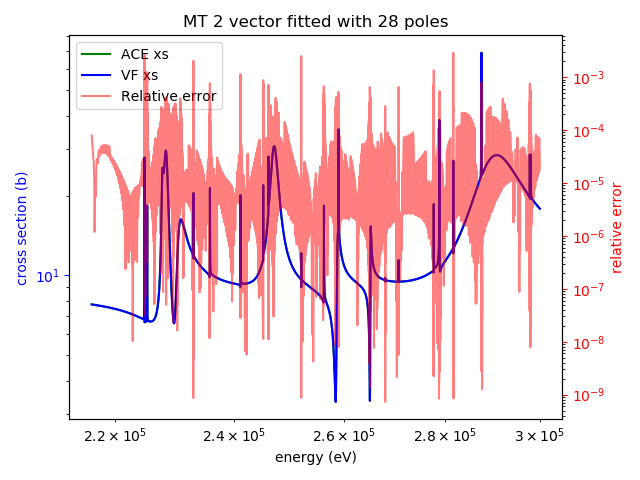 MT 2 vector fitted with 28 poles
ACE xs
VF xs
Relative error
cross section (b)
10¹
10⁻³
10⁻⁴
10⁻⁵
10⁻⁶
10⁻⁷
10⁻⁸
10⁻⁹
relative error
2.2 × 10⁵
2.4 × 10⁵
2.6 × 10⁵
2.8 × 10⁵
3 × 10⁵
energy (eV)